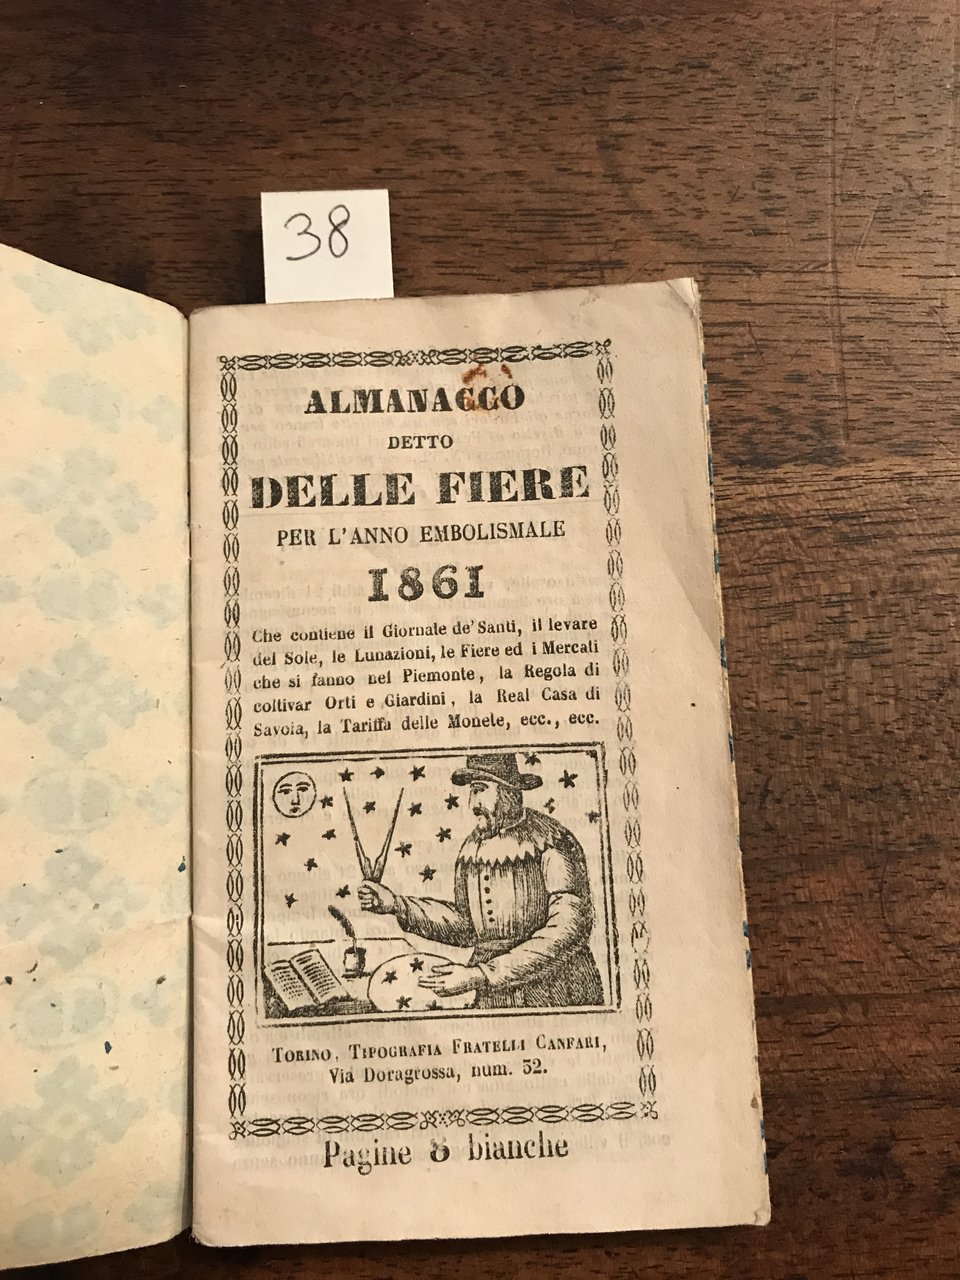 38
ALMANACCO
DETTO
DELLE FIERE
PER L'ANNO EMBOLISMALE
1861
Che contiene il Giornale de' Santi, il levare
del Sole, le Lunazioni, le Fiere ed i Mercati
che si fanno nel Piemonte, la Regola di
coltivar Orti e Giardini, la Real Casa di
Savoia, la Tariffa delle Monete, ecc., ecc.
TORINO, TIPOGRAFIA FRATELLI CANFARI,
Via Doragrossa, num. 32.
Pagine 8 bianche